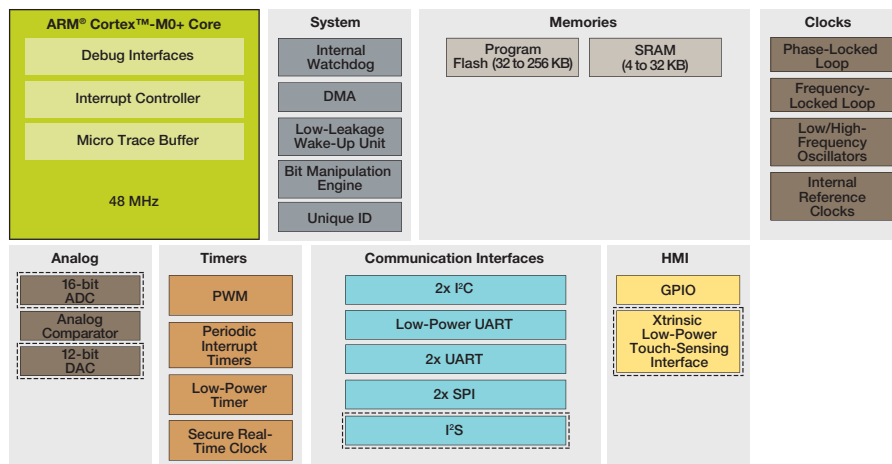 ARM® Cortex™-M0+ Core
Debug Interfaces
Interrupt Controller
Micro Trace Buffer
48 MHz
System
Internal
Watchdog
DMA
Low-Leakage
Wake-Up Unit
Bit Manipulation
Engine
Unique ID
Memories
Program
Flash (32 to 256 KB)
SRAM
(4 to 32 KB)
Clocks
Phase-Locked
Loop
Frequency-
Locked Loop
Low/High-
Frequency
Oscillators
Internal
Reference
Clocks
Analog
16-bit
ADC
Analog
Comparator
12-bit
DAC
Timers
PWM
Periodic
Interrupt
Timers
Low-Power
Timer
Secure Real-
Time Clock
Communication Interfaces
2x I²C
Low-Power UART
2x UART
2x SPI
I²S
HMI
GPIO
Xtrinsic
Low-Power
Touch-Sensing
Interface